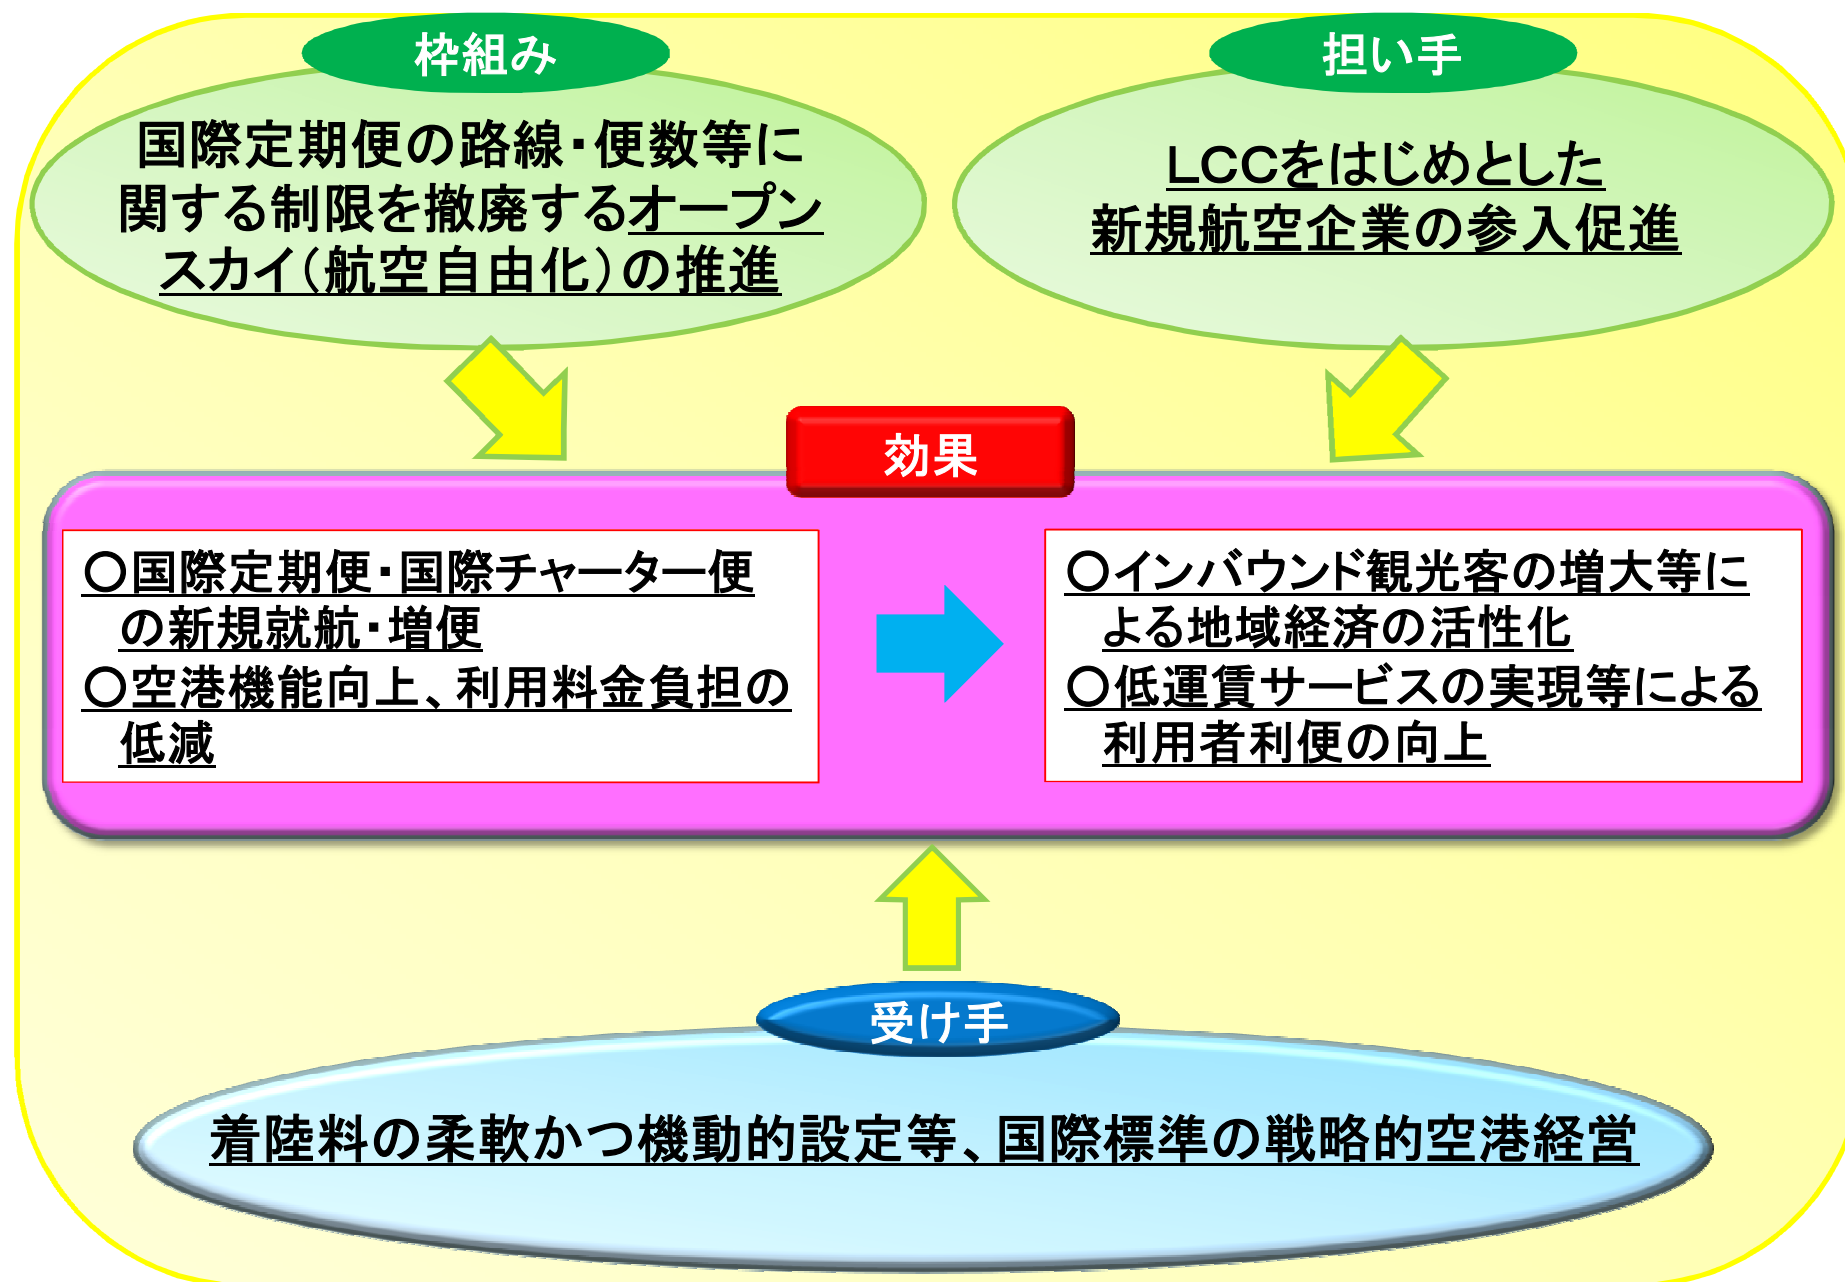 枠組み
国際定期便の路線・便数等に
関する制限を撤廃するオープン
スカイ（航空自由化）の推進
担い手
ＬＣＣをはじめとした
新規航空企業の参入促進
効果
○国際定期便・国際チャーター便
の新規就航・増便
○空港機能向上、利用料金負担の
低減
○インバウンド観光客の増大等に
よる地域経済の活性化
○低運賃サービスの実現等による
利用者利便の向上
受け手
着陸料の柔軟かつ機動的設定等、国際標準の戦略的空港経営